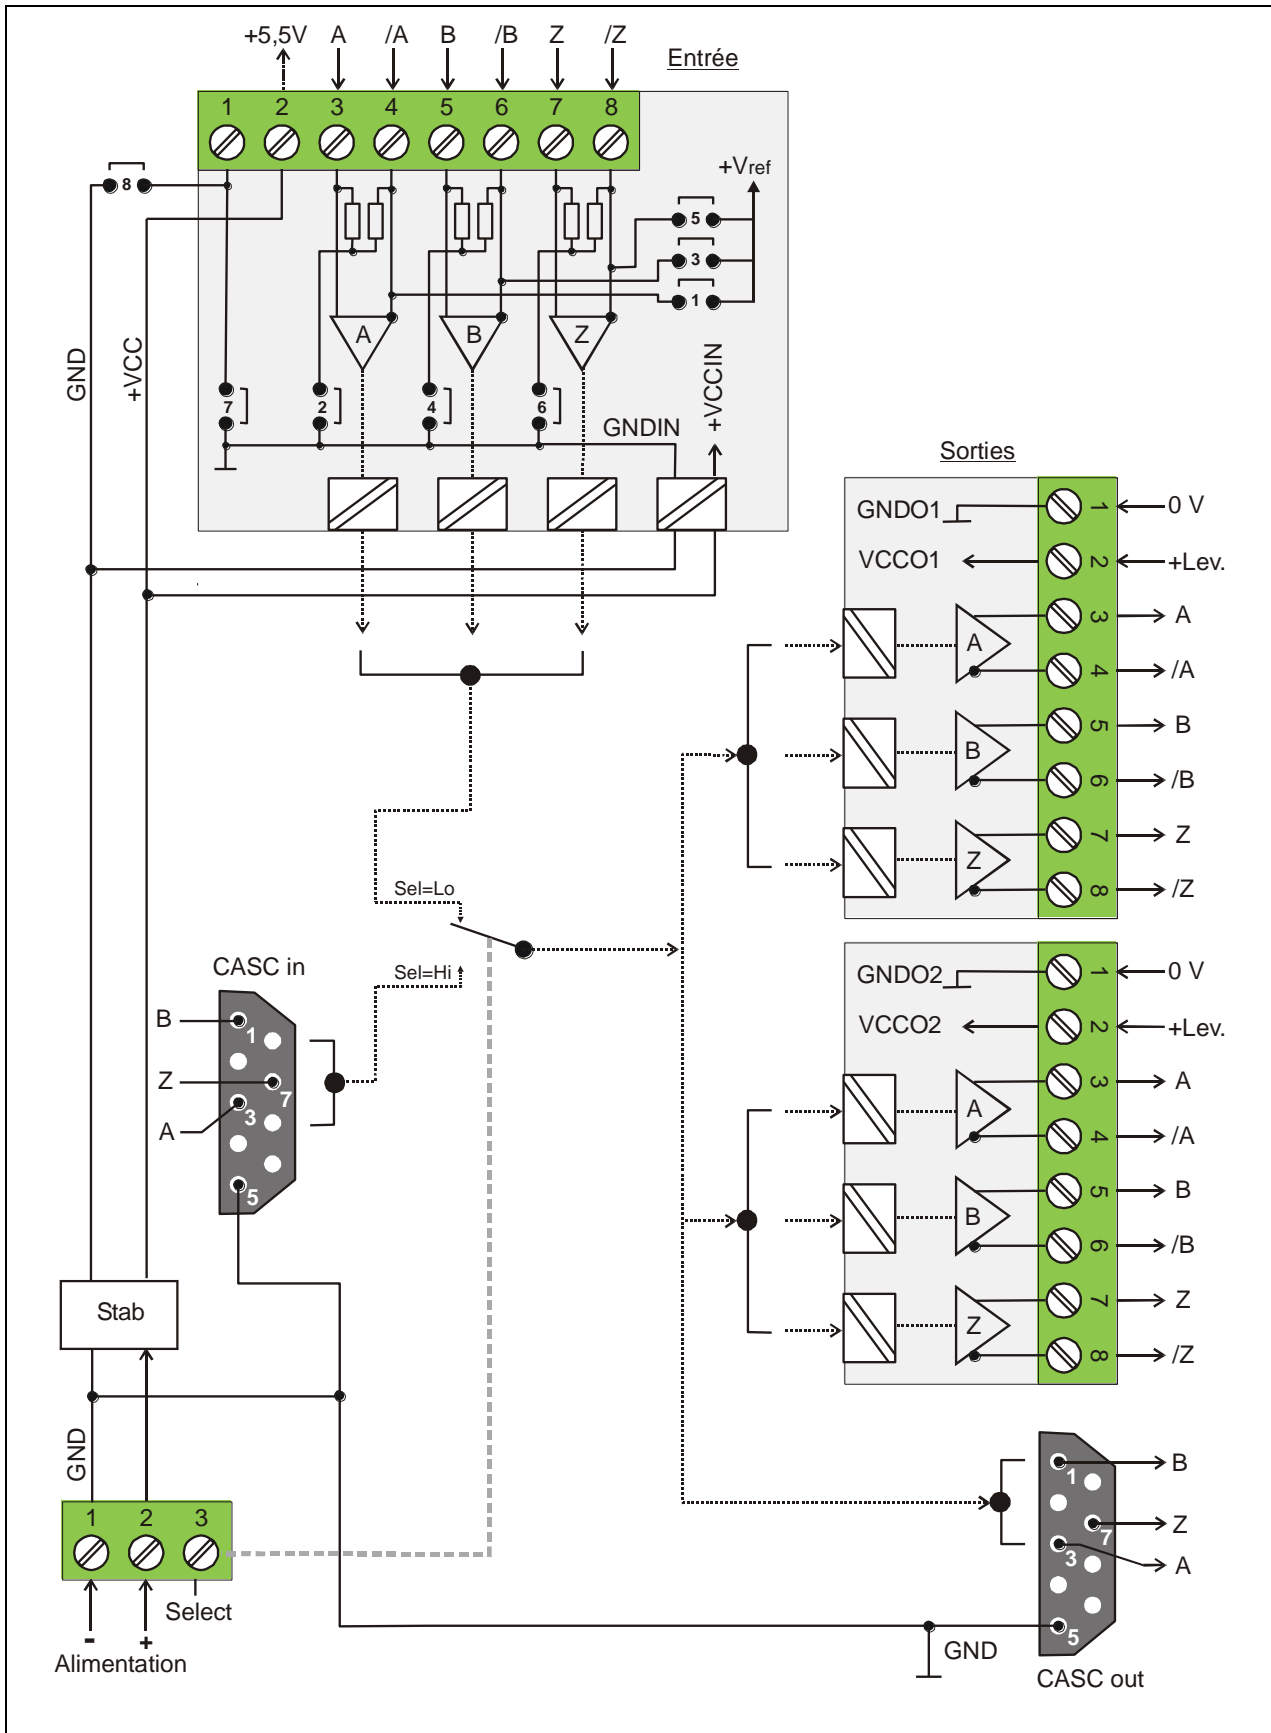 +5,5V A /A B /B Z /Z
Entrée
1 2 3 4 5 6 7 8
+Vref
8
5
3
1
A B Z
GND
+VCC
+VCCIN
7 2 4 6
GNDIN
Sorties
GNDO1 1 0 V
VCCO1 2 +Lev.
3 A
A
4 /A
5 B
B
6 /B
7 Z
Z
8 /Z
Sel=Lo
Sel=Hi
CASC in
B 1
Z 7
A 3
5
GNDO2 1 0 V
VCCO2 2 +Lev.
3 A
A
4 /A
5 B
B
6 /B
7 Z
Z
8 /Z
Stab
GND
1 2 3
Select
- +
Alimentation
1 B
7 Z
3 A
5
GND
CASC out